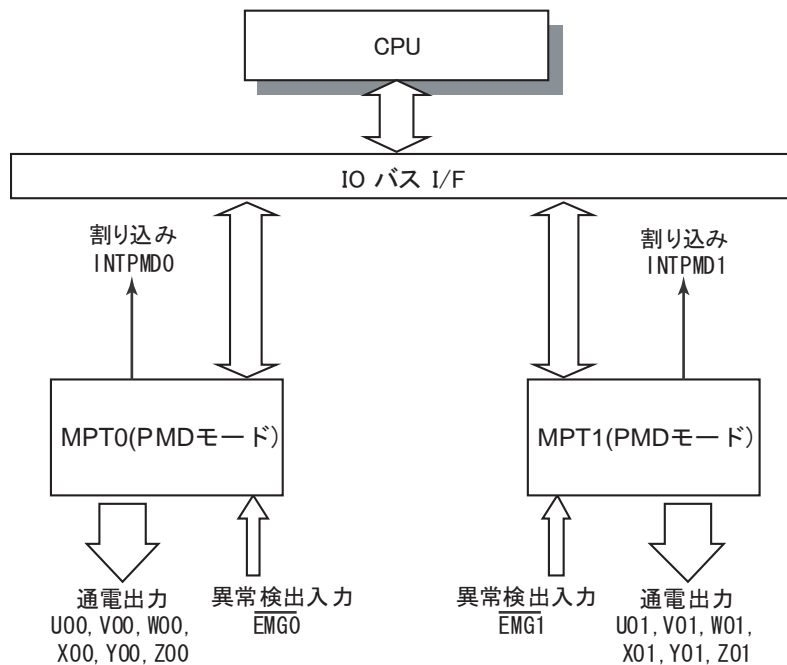 CPU
IO バス I/F
割り込み
INTPMD0
割り込み
INTPMD1
MPT0(PMDモード)
MPT1(PMDモード)
通電出力
U00, V00, W00,
X00, Y00, Z00
異常検出入力
E̅M̅G̅0̅
異常検出入力
E̅M̅G̅1̅
通電出力
U01, V01, W01,
X01, Y01, Z01